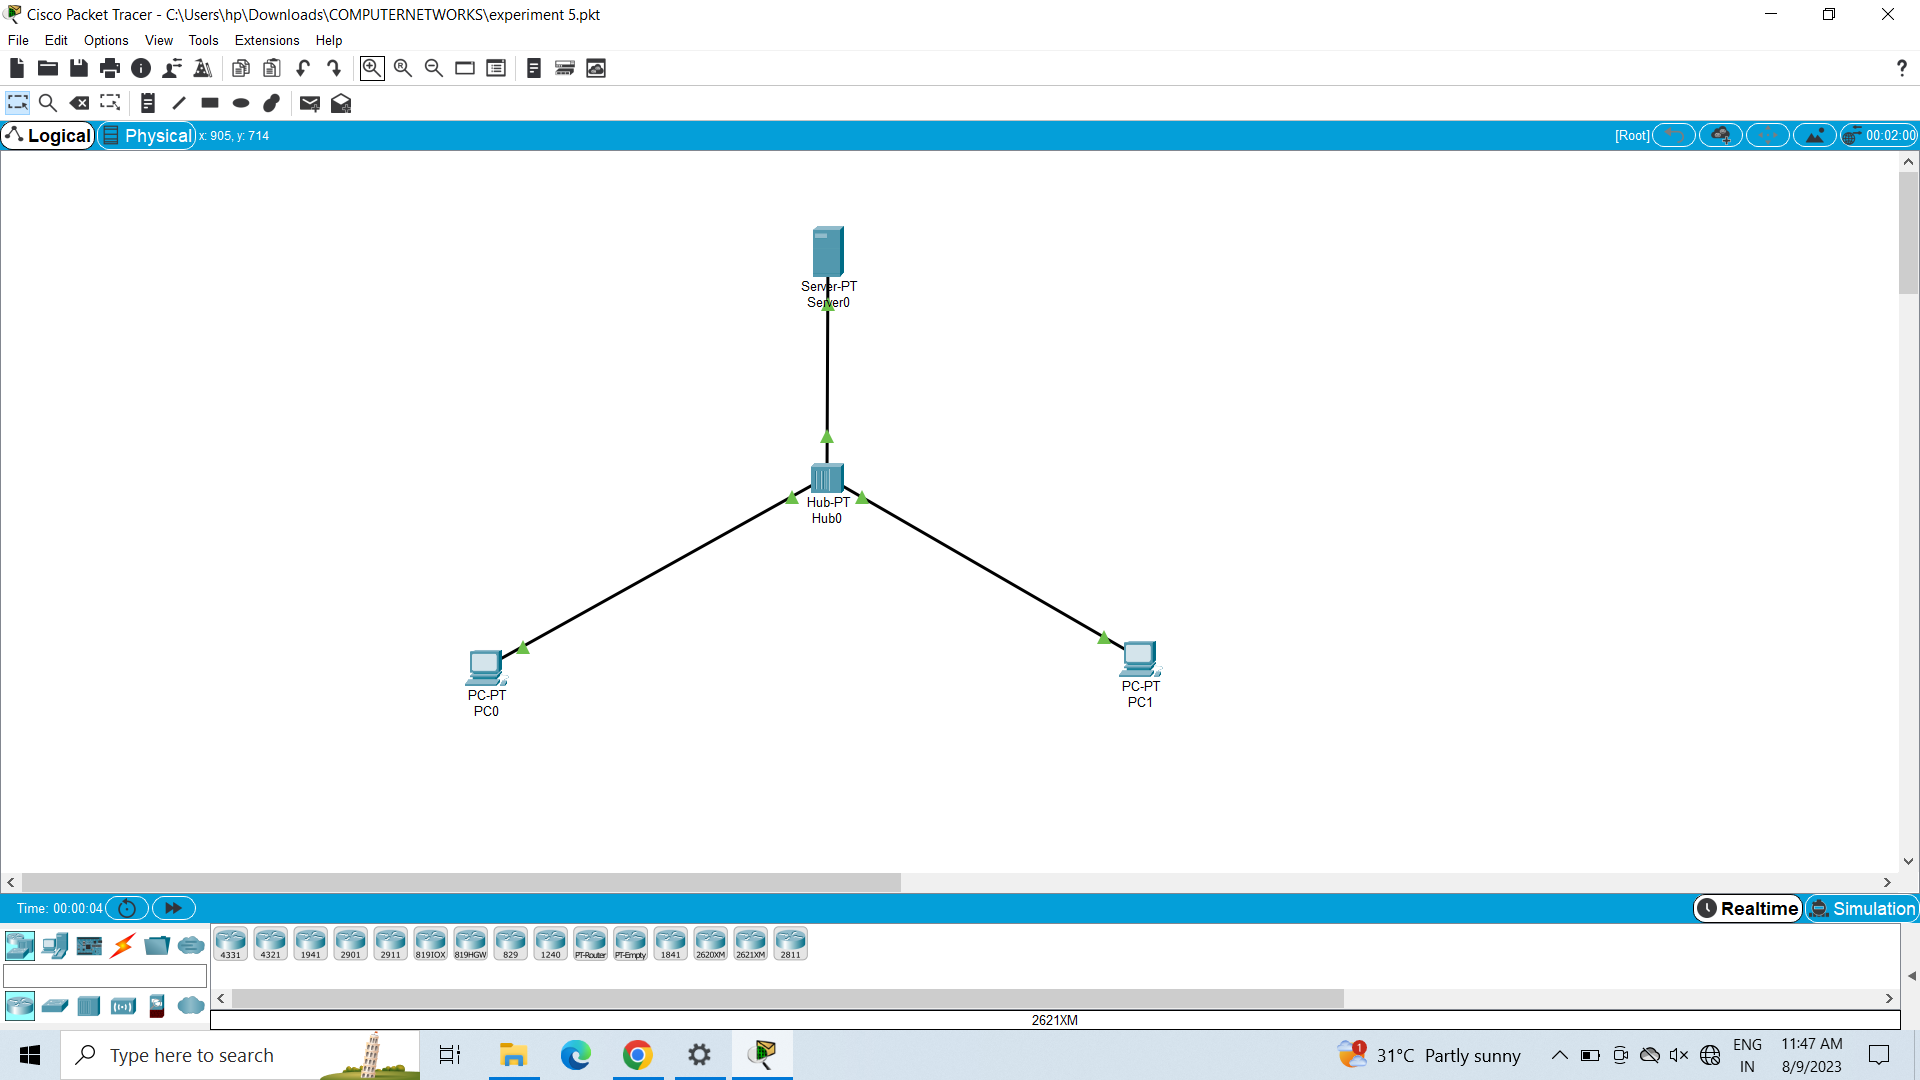 Cisco Packet Tracer - C:\Users\hp\Downloads\COMPUTERNETWORKS\experiment 5.pkt
File Edit Options View Tools Extensions Help
?
Logical Physical x: 905, y: 714 [Root] 00:02:00
Server-PT
Server0
Hub-PT
Hub0
PC-PT
PC0
PC-PT
PC1
Time: 00:00:04 Realtime Simulation
4331 4321 1941 2901 2911 819IOX 819HGW 829 1240 PT-Router PT-Empty 1841 2620XM 2621XM 2811
2621XM
Type here to search
1 31°C Partly sunny
ENG
IN
11:47 AM
8/9/2023